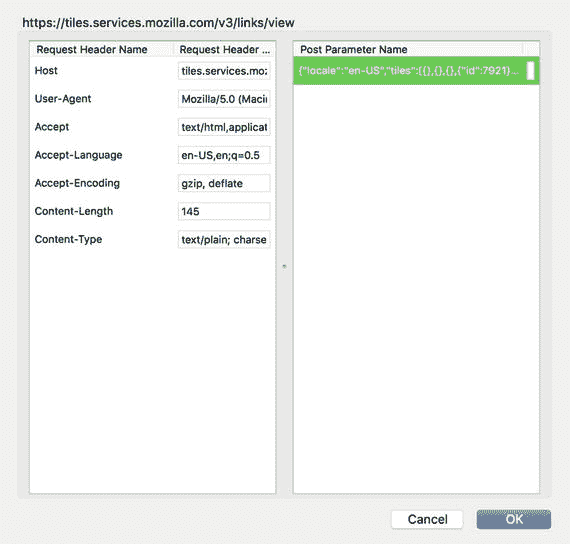 https://tiles.services.mozilla.com/v3/links/view
Request Header Name Request Header ... Post Parameter Name
Host tiles.services.moz {"locale":"en-US","tiles":[{},{},{},{"id":7921}...
User-Agent Mozilla/5.0 (Macin
Accept text/html,applicat
Accept-Language en-US,en;q=0.5
Accept-Encoding gzip, deflate
Content-Length 145
Content-Type text/plain; charse
Cancel OK